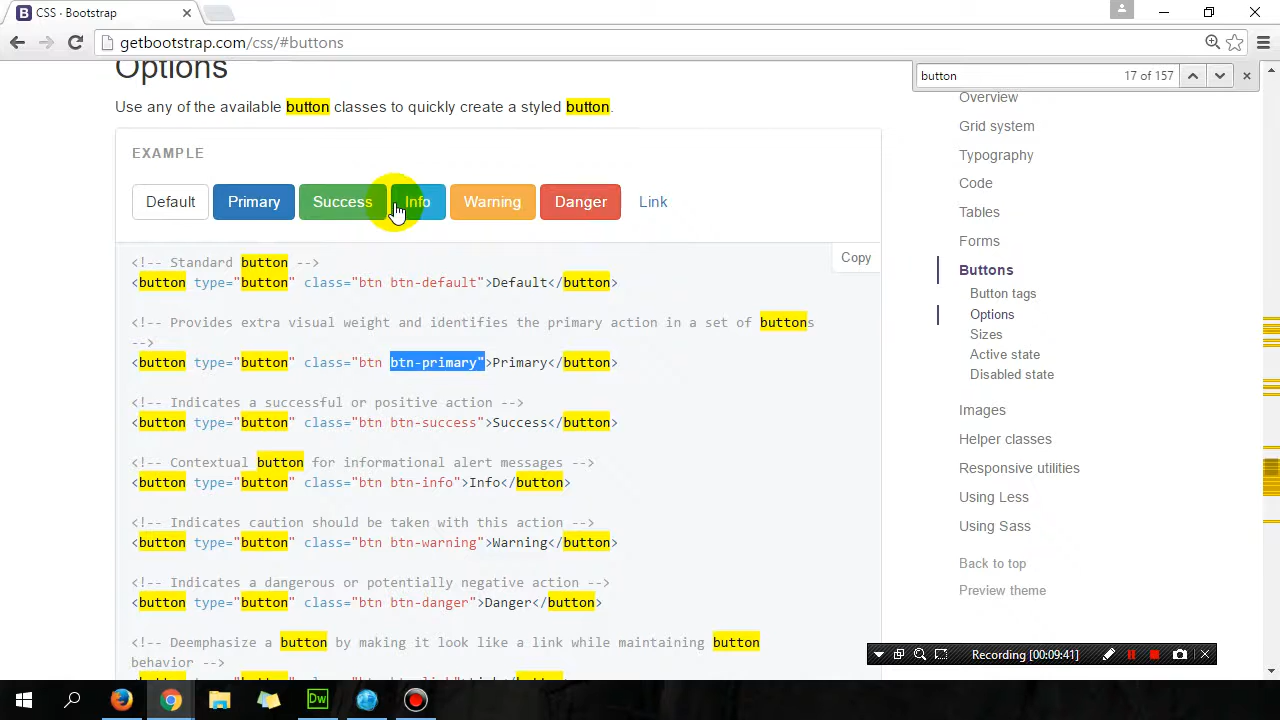 CSS · Bootstrap
getbootstrap.com/css/#buttons
button 17 of 157
Options
Use any of the available button classes to quickly create a styled button.
EXAMPLE
Default Primary Success Info Warning Danger Link
Copy
<!-- Standard button -->
<button type="button" class="btn btn-default">Default</button>
<!-- Provides extra visual weight and identifies the primary action in a set of buttons
-->
<button type="button" class="btn btn-primary">Primary</button>
<!-- Indicates a successful or positive action -->
<button type="button" class="btn btn-success">Success</button>
<!-- Contextual button for informational alert messages -->
<button type="button" class="btn btn-info">Info</button>
<!-- Indicates caution should be taken with this action -->
<button type="button" class="btn btn-warning">Warning</button>
<!-- Indicates a dangerous or potentially negative action -->
<button type="button" class="btn btn-danger">Danger</button>
<!-- Deemphasize a button by making it look like a link while maintaining button
behavior -->
Overview
Grid system
Typography
Code
Tables
Forms
Buttons
Button tags
Options
Sizes
Active state
Disabled state
Images
Helper classes
Responsive utilities
Using Less
Using Sass
Back to top
Preview theme
Recording [00:09:41]
Dw